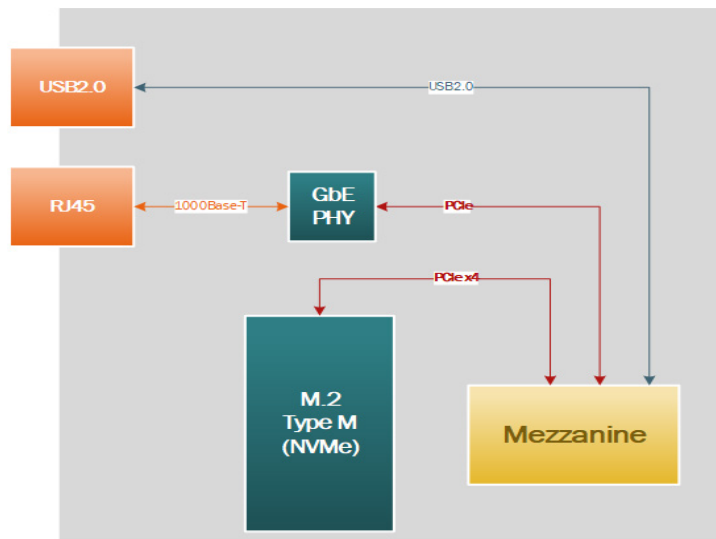 USB2.0
USB2.0
RJ45
1000Base-T
GbE
PHY
PCIe
PCIe x4
M.2
Type M
(NVMe)
Mezzanine